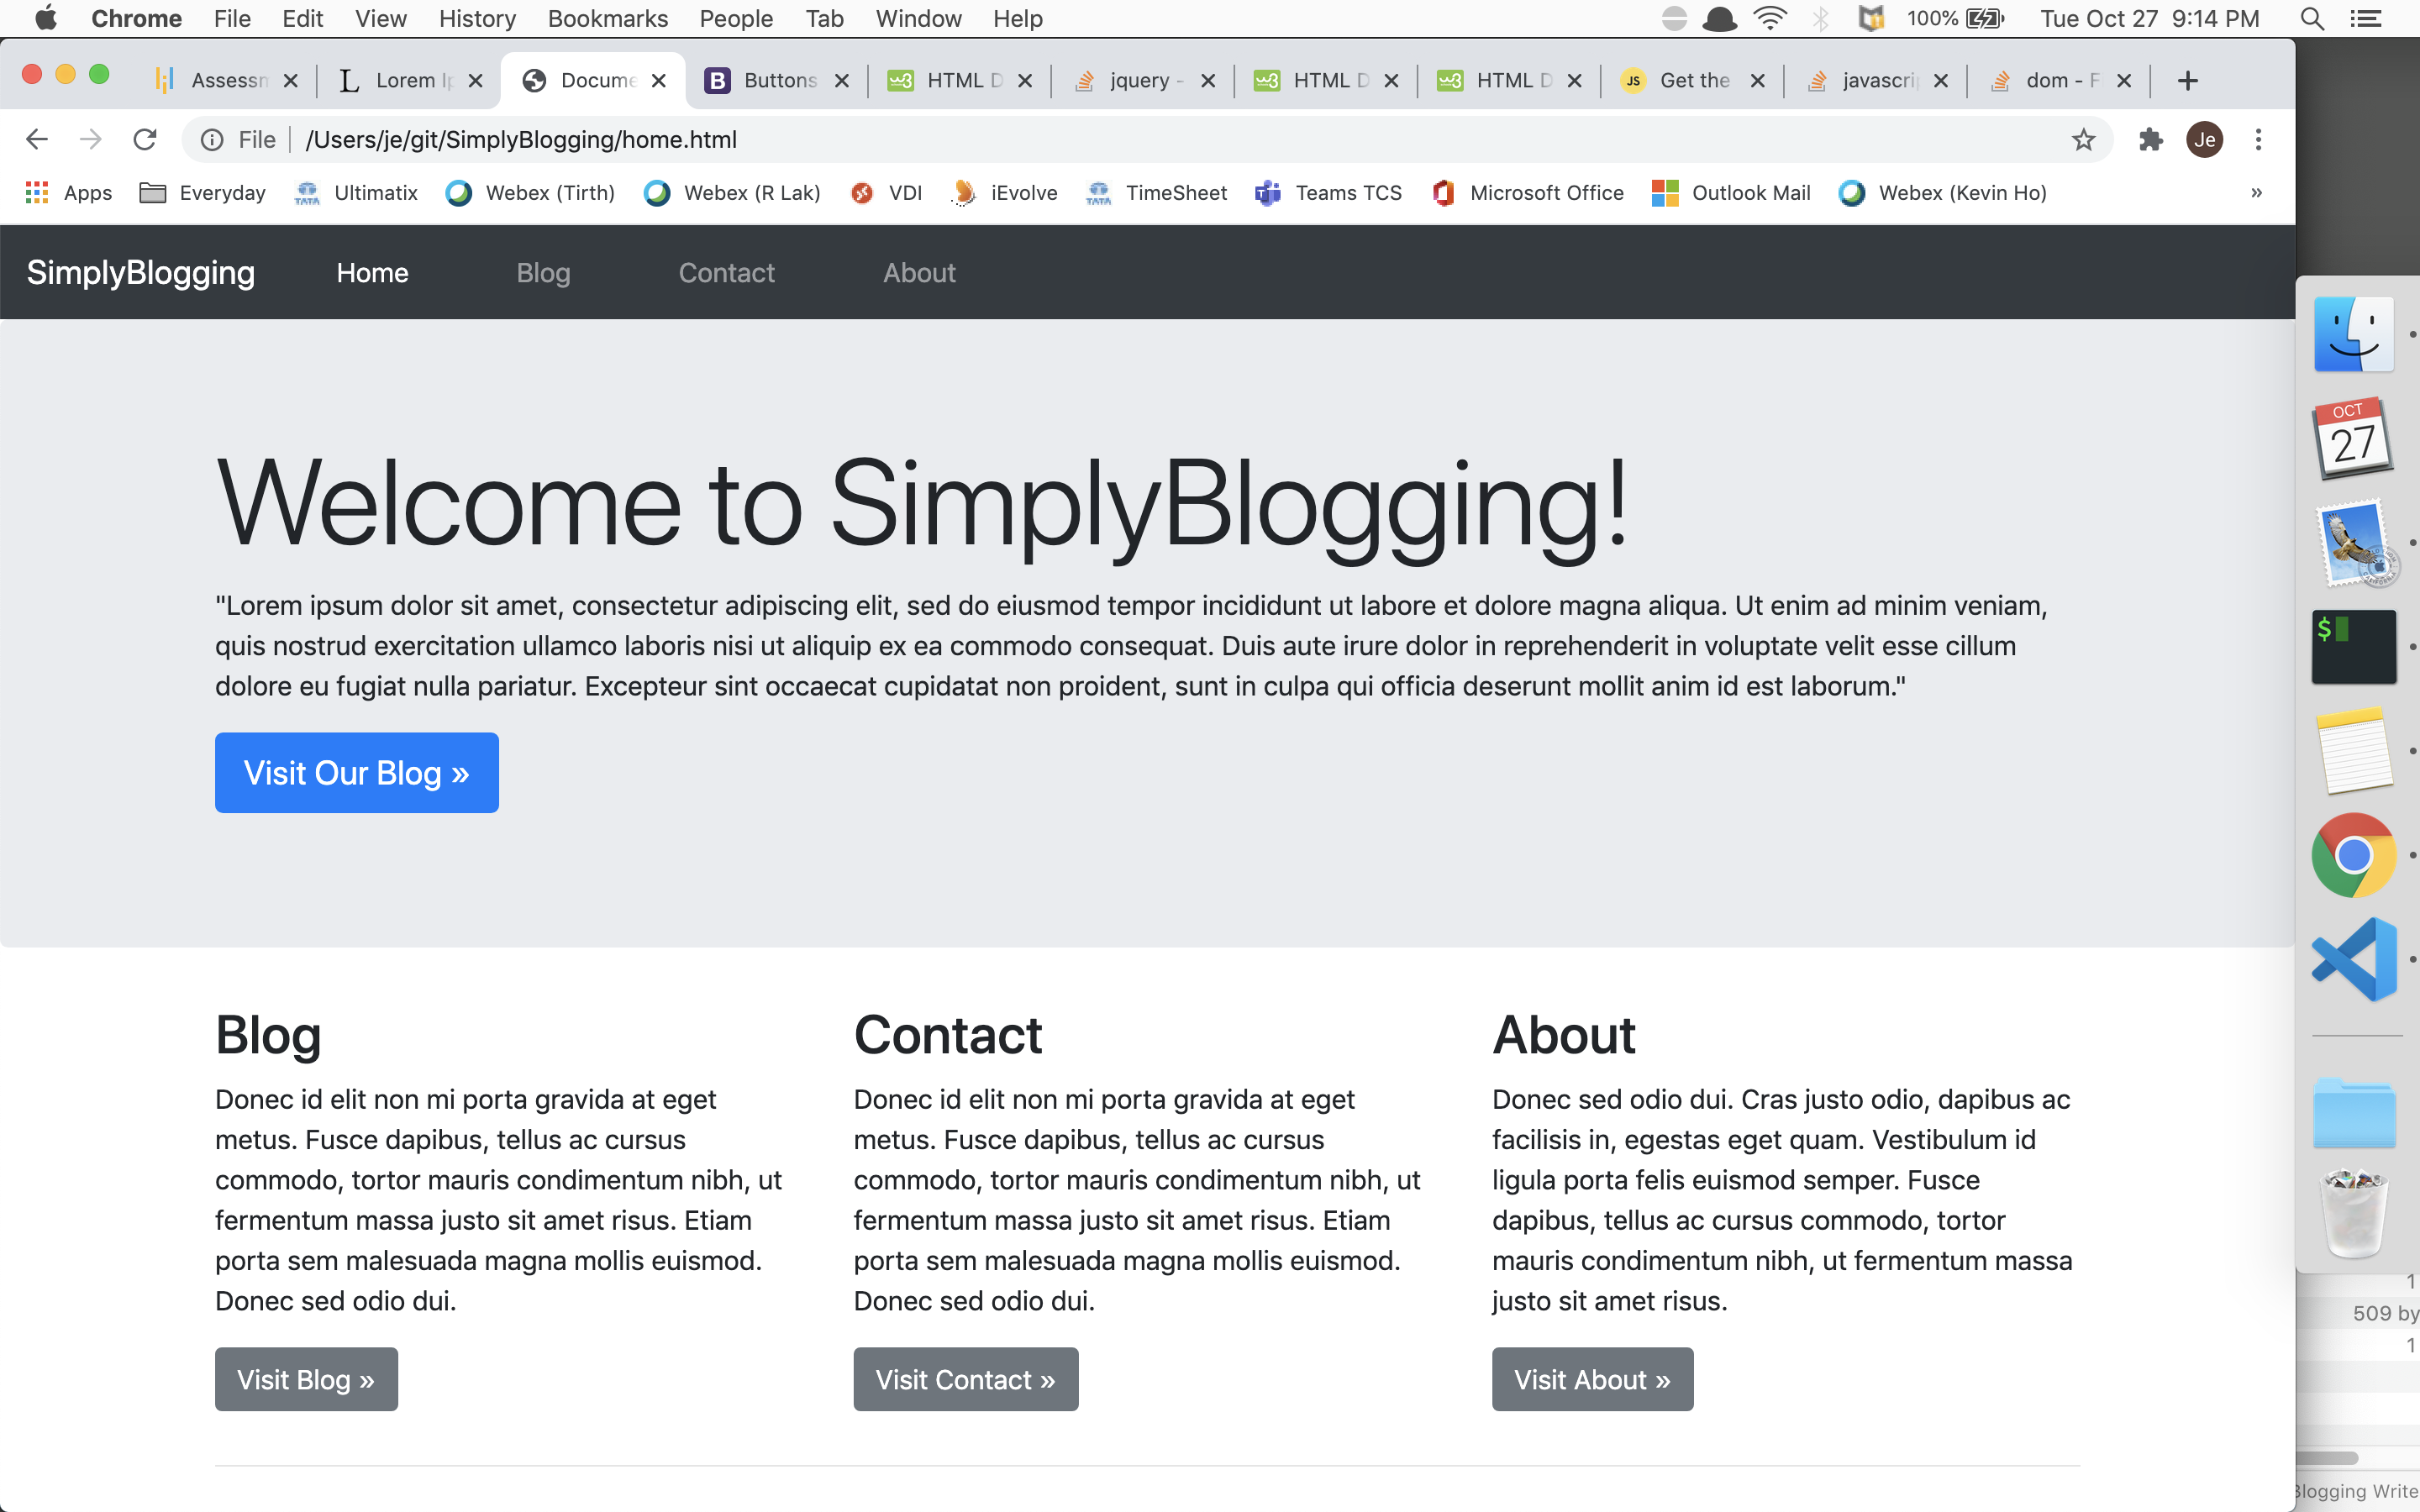 Chrome File Edit View History Bookmarks People Tab Window Help 100% Tue Oct 27 9:14 PM
Assessn L Lorem Ip Docume B Buttons HTML D jquery - HTML D HTML D JS Get the javascrip dom - F
File /Users/je/git/SimplyBlogging/home.html Je
Apps Everyday Ultimatix Webex (Tirth) Webex (R Lak) VDI iEvolve TimeSheet Teams TCS Microsoft Office Outlook Mail Webex (Kevin Ho) »
SimplyBlogging Home Blog Contact About
Welcome to SimplyBlogging!
"Lorem ipsum dolor sit amet, consectetur adipiscing elit, sed do eiusmod tempor incididunt ut labore et dolore magna aliqua. Ut enim ad minim veniam,
quis nostrud exercitation ullamco laboris nisi ut aliquip ex ea commodo consequat. Duis aute irure dolor in reprehenderit in voluptate velit esse cillum
dolore eu fugiat nulla pariatur. Excepteur sint occaecat cupidatat non proident, sunt in culpa qui officia deserunt mollit anim id est laborum."
Visit Our Blog »
Blog
Donec id elit non mi porta gravida at eget
metus. Fusce dapibus, tellus ac cursus
commodo, tortor mauris condimentum nibh, ut
fermentum massa justo sit amet risus. Etiam
porta sem malesuada magna mollis euismod.
Donec sed odio dui.
Visit Blog »
Contact
Donec id elit non mi porta gravida at eget
metus. Fusce dapibus, tellus ac cursus
commodo, tortor mauris condimentum nibh, ut
fermentum massa justo sit amet risus. Etiam
porta sem malesuada magna mollis euismod.
Donec sed odio dui.
Visit Contact »
About
Donec sed odio dui. Cras justo odio, dapibus ac
facilisis in, egestas eget quam. Vestibulum id
ligula porta felis euismod semper. Fusce
dapibus, tellus ac cursus commodo, tortor
mauris condimentum nibh, ut fermentum massa
justo sit amet risus.
Visit About »
OCT
27
$
1
509 by
1
logging Write